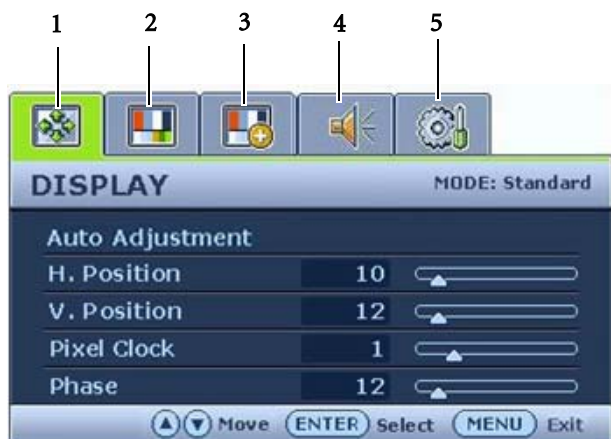 1 2 3 4 5
DISPLAY MODE: Standard
Auto Adjustment
H. Position 10
V. Position 12
Pixel Clock 1
Phase 12
Move ENTER Select MENU Exit